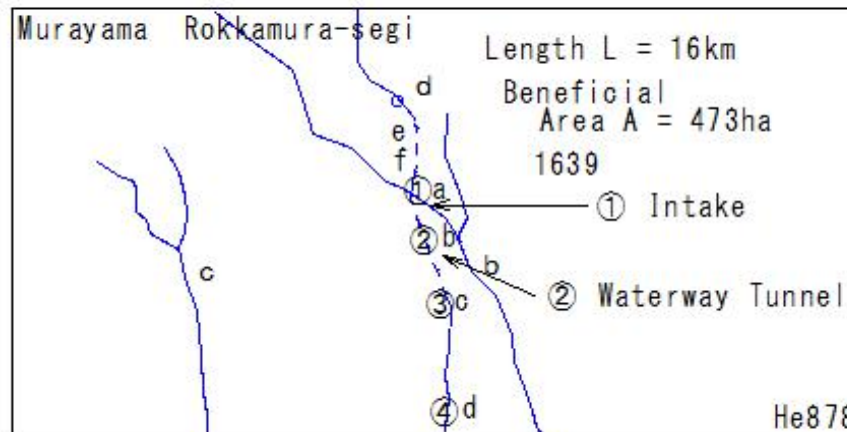 Murayama Rokkamura-segi
Length L = 16km
Beneficial
Area A = 473ha
1639
d
e
f
①a
① Intake
②b
b
② Waterway Tunnel
c
③c
④d
He878